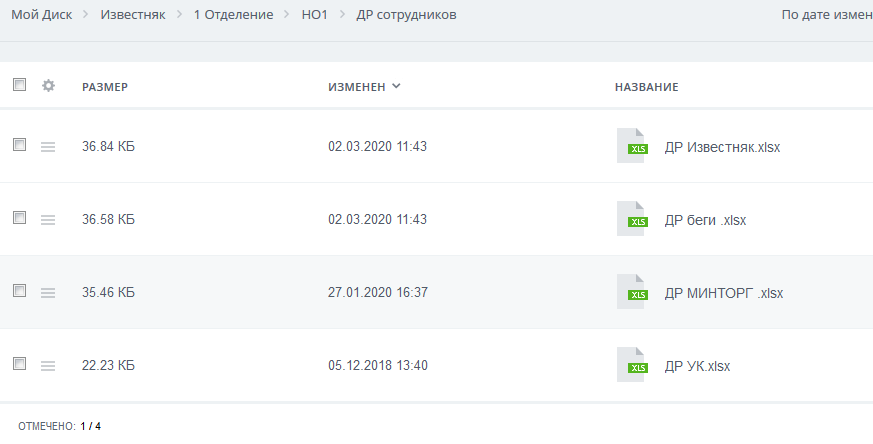 Мой Диск > Известняк > 1 Отделение > НО1 > ДР сотрудников По дате измен
РАЗМЕР ИЗМЕНЕН НАЗВАНИЕ
36.84 КБ 02.03.2020 11:43 XLS ДР Известняк.xlsx
36.58 КБ 02.03.2020 11:43 XLS ДР беги .xlsx
35.46 КБ 27.01.2020 16:37 XLS ДР МИНТОРГ .xlsx
22.23 КБ 05.12.2018 13:40 XLS ДР УК.xlsx
ОТМЕЧЕНО: 1 / 4